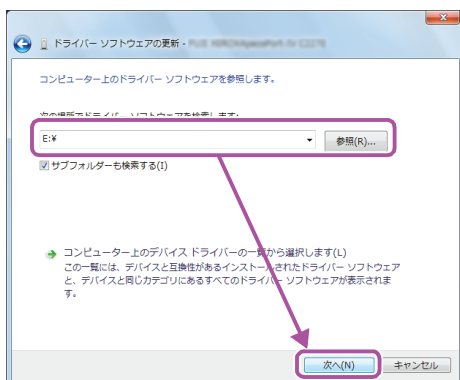 ドライバー ソフトウェアの更新 -
コンピューター上のドライバー ソフトウェアを参照します。
次の場所でドライバー ソフトウェアを検索します:
E:¥
参照(R)...
サブフォルダーも検索する(I)
コンピューター上のデバイス ドライバーの一覧から選択します(L)
この一覧には、デバイスと互換性があるインストールされたドライバー ソフトウェア
と、デバイスと同じカテゴリにあるすべてのドライバー ソフトウェアが表示されま
す。
次へ(N)
キャンセル